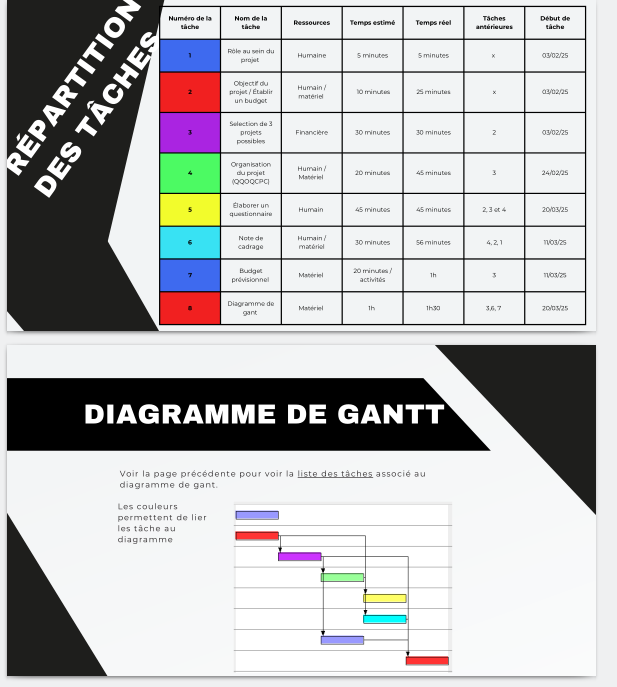 RÉPARTITION
DES TÂCHES
Numéro de la tâche | Nom de la tâche | Ressources | Temps estimé | Temps réel | Tâches antérieures | Début de tâche
1 | Rôle au sein du projet | Humaine | 5 minutes | 5 minutes | x | 03/02/25
2 | Objectif du projet / Établir un budget | Humain / matériel | 10 minutes | 25 minutes | x | 03/02/25
3 | Selection de 3 projets possibles | Financière | 30 minutes | 30 minutes | 2 | 03/02/25
4 | Organisation du projet (QQOQCPC) | Humain / Matériel | 20 minutes | 45 minutes | 3 | 24/02/25
5 | Élaborer un questionnaire | Humain | 45 minutes | 45 minutes | 2, 3 et 4 | 20/03/25
6 | Note de cadrage | Humain / matériel | 30 minutes | 56 minutes | 4, 2, 1 | 11/03/25
7 | Budget prévisionnel | Matériel | 20 minutes / activités | 1h | 3 | 11/03/25
8 | Diagramme de gant | Matériel | 1h | 1h30 | 3,6, 7 | 20/03/25
DIAGRAMME DE GANTT
Voir la page précédente pour voir la liste des tâches associé au
diagramme de gant.
Les couleurs
permettent de lier
les tâche au
diagramme